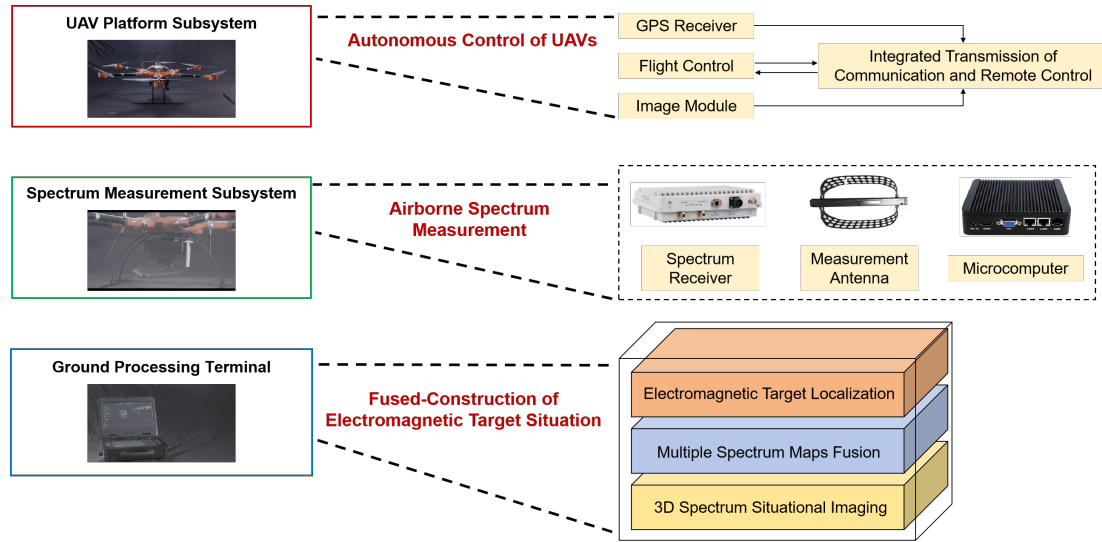 UAV Platform Subsystem
Autonomous Control of UAVs
GPS Receiver
Flight Control
Image Module
Integrated Transmission of
Communication and Remote Control
Spectrum Measurement Subsystem
Airborne Spectrum
Measurement
Spectrum
Receiver
Measurement
Antenna
Microcomputer
Ground Processing Terminal
Fused-Construction of
Electromagnetic Target Situation
Electromagnetic Target Localization
Multiple Spectrum Maps Fusion
3D Spectrum Situational Imaging